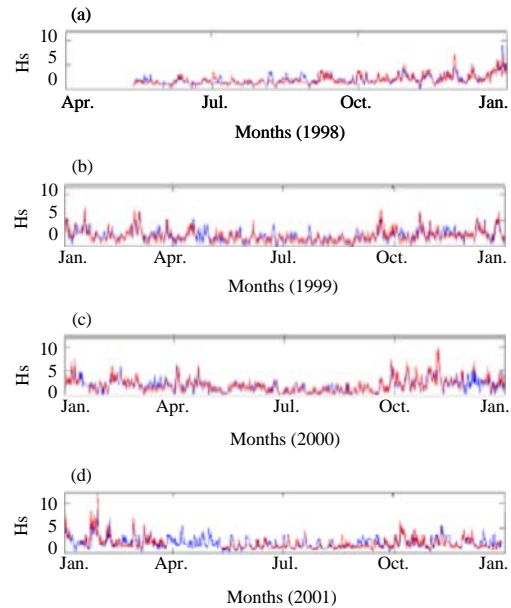 (a)
Hs
10
5
0
Apr. Jul. Oct. Jan.
Months (1998)
(b)
Hs
10
5
0
Jan. Apr. Jul. Oct. Jan.
Months (1999)
(c)
Hs
10
5
0
Jan. Apr. Jul. Oct. Jan.
Months (2000)
(d)
Hs
10
5
0
Jan. Apr. Jul. Oct. Jan.
Months (2001)